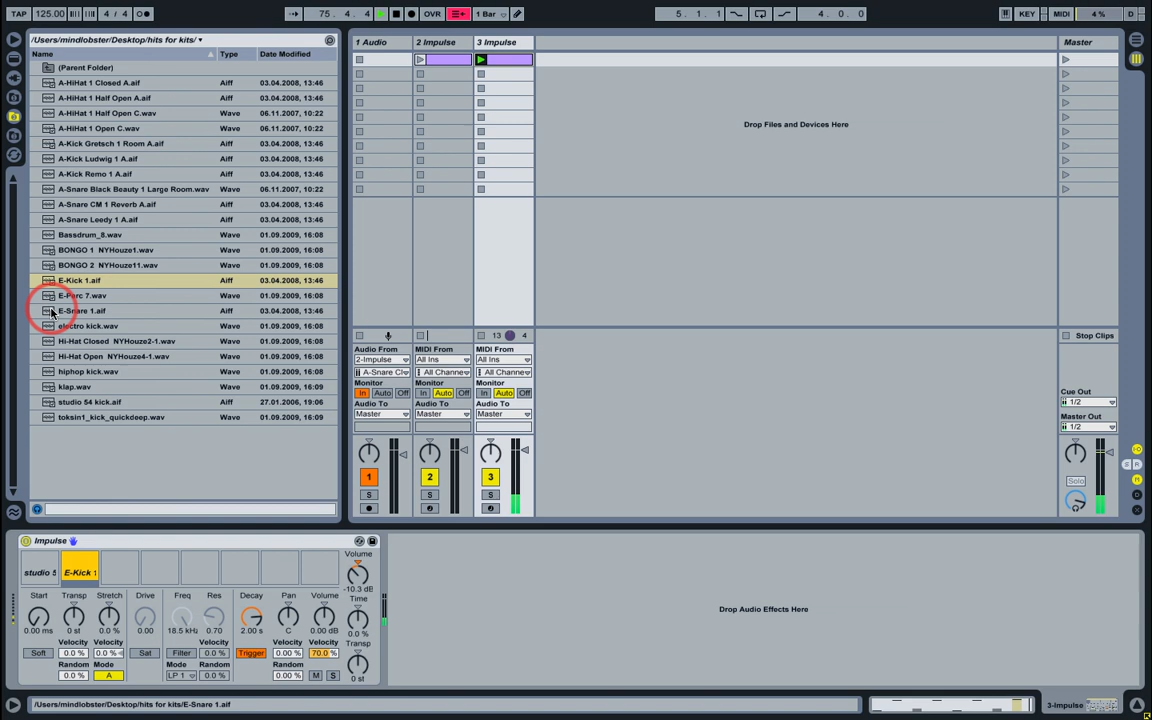 TAP 125.00 4 / 4 75. 4. 4 OVR 1 Bar 5. 1. 1 4. 0. 0 KEY MIDI 4 % D
/Users/mindlobster/Desktop/hits for kits/
Name Type Date Modified
(Parent Folder)
A-HiHat 1 Closed A.aif Aiff 03.04.2008, 13:46
A-HiHat 1 Half Open A.aif Aiff 03.04.2008, 13:46
A-HiHat 1 Half Open C.wav Wave 06.11.2007, 10:22
A-HiHat 1 Open C.wav Wave 06.11.2007, 10:22
A-Kick Gretsch 1 Room A.aif Aiff 03.04.2008, 13:46
A-Kick Ludwig 1 A.aif Aiff 03.04.2008, 13:46
A-Kick Remo 1 A.aif Aiff 03.04.2008, 13:46
A-Snare Black Beauty 1 Large Room.wav Wave 06.11.2007, 10:22
A-Snare CM 1 Reverb A.aif Aiff 03.04.2008, 13:46
A-Snare Leedy 1 A.aif Aiff 03.04.2008, 13:46
Bassdrum_8.wav Wave 01.09.2009, 16:08
BONGO 1 NYHouze1.wav Wave 01.09.2009, 16:08
BONGO 2 NYHouze11.wav Wave 01.09.2009, 16:08
E-Kick 1.aif Aiff 03.04.2008, 13:46
E-Perc 7.wav Wave 01.09.2009, 16:08
E-Snare 1.aif Aiff 03.04.2008, 13:46
electro kick.wav Wave 01.09.2009, 16:08
Hi-Hat Closed NYHouze2-1.wav Wave 01.09.2009, 16:08
Hi-Hat Open NYHouze4-1.wav Wave 01.09.2009, 16:08
hiphop kick.wav Wave 01.09.2009, 16:08
klap.wav Wave 01.09.2009, 16:09
studio 54 kick.aif Aiff 27.01.2006, 19:06
toksin1_kick_quickdeep.wav Wave 01.09.2009, 16:09
1 Audio 2 Impulse 3 Impulse Master
Drop Files and Devices Here
13 4 Stop Clips
Audio From MIDI From MIDI From
2-Impulse All Ins All Ins
A-Snare Cl All Channe All Channe
Monitor Monitor Monitor
In Auto Off In Auto Off In Auto Off
Audio To Audio To Audio To
Master Master Master
Cue Out
1/2
Master Out
1/2
1 2 3 Solo
S S S
S R
Impulse
studio 5 E-Kick 1
Start Transp Stretch Drive Freq Res Decay Pan Volume
0.00 ms 0 st 0.0 % 0.00 18.5 kHz 0.70 2.00 s C 0.00 dB
Velocity Velocity Velocity Velocity Velocity
Soft 0.0 % 0.0 % Sat Filter 0.00 % Trigger 0.00 % 70.0 %
Random Mode Mode Random Random
0.00 % A LP 1 0.00 % 0.00 % M S
Volume
-10.3 dB
Time
0.0 %
Transp
0 st
Drop Audio Effects Here
/Users/mindlobster/Desktop/hits for kits/E-Snare 1.aif
3-Impulse